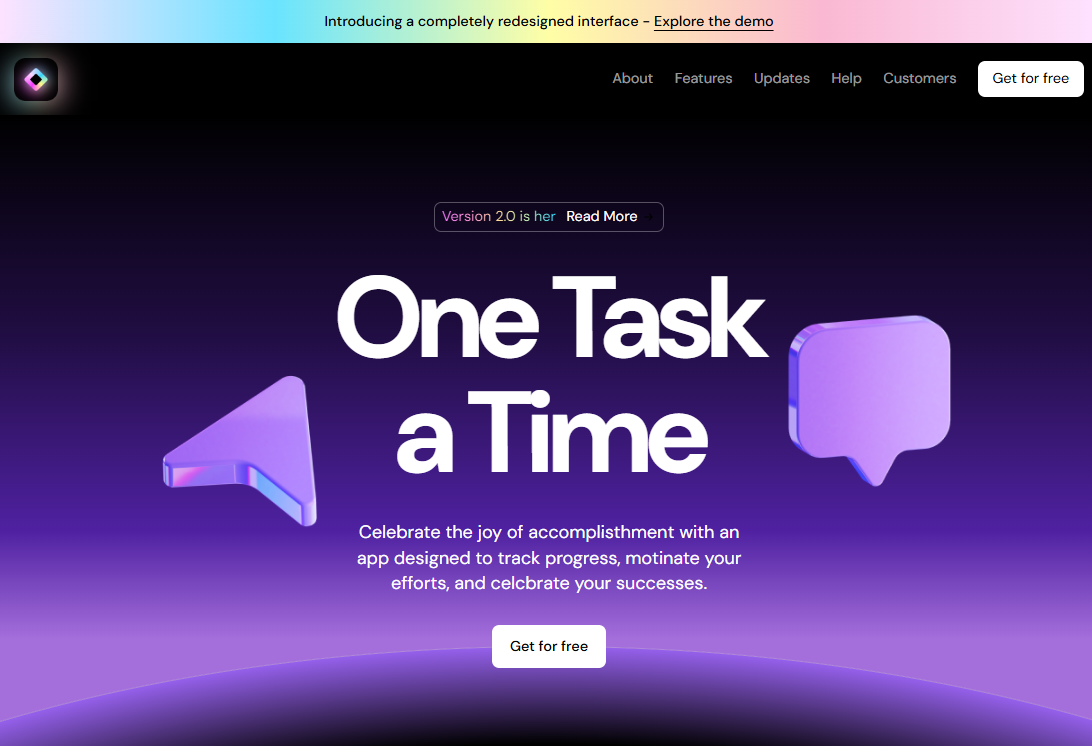 Introducing a completely redesigned interface – Explore the demo
About Features Updates Help Customers Get for free
Version 2.0 is her Read More →
One Task
a Time
Celebrate the joy of accomplisthment with an
app designed to track progress, motinate your
efforts, and celcbrate your successes.
Get for free